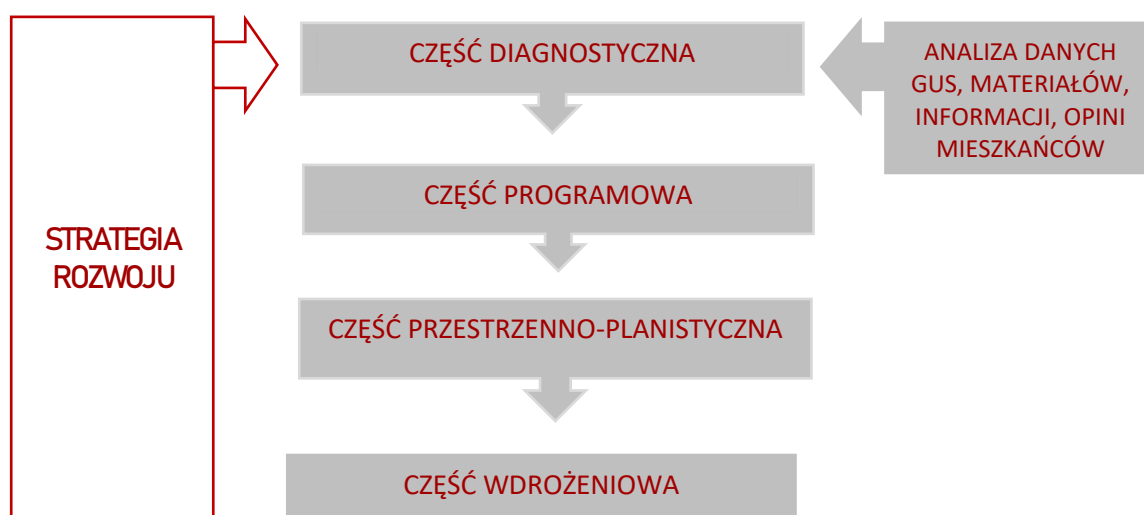 CZĘŚĆ DIAGNOSTYCZNA
ANALIZA DANYCH
GUS, MATERIAŁÓW,
INFORMACJI, OPINI
MIESZKAŃCÓW
CZĘŚĆ PROGRAMOWA
STRATEGIA
ROZWOJU
CZĘŚĆ PRZESTRZENNO-PLANISTYCZNA
CZĘŚĆ WDROŻENIOWA